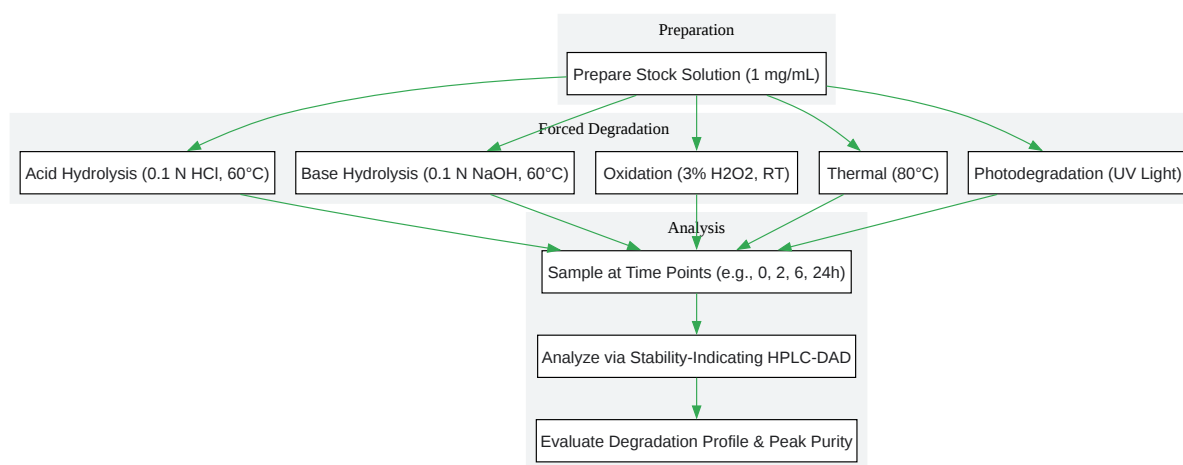 Preparation
Prepare Stock Solution (1 mg/mL)
Forced Degradation
Acid Hydrolysis (0.1 N HCl, 60°C)
Base Hydrolysis (0.1 N NaOH, 60°C)
Oxidation (3% H2O2, RT)
Thermal (80°C)
Photodegradation (UV Light)
Analysis
Sample at Time Points (e.g., 0, 2, 6, 24h)
Analyze via Stability-Indicating HPLC-DAD
Evaluate Degradation Profile & Peak Purity